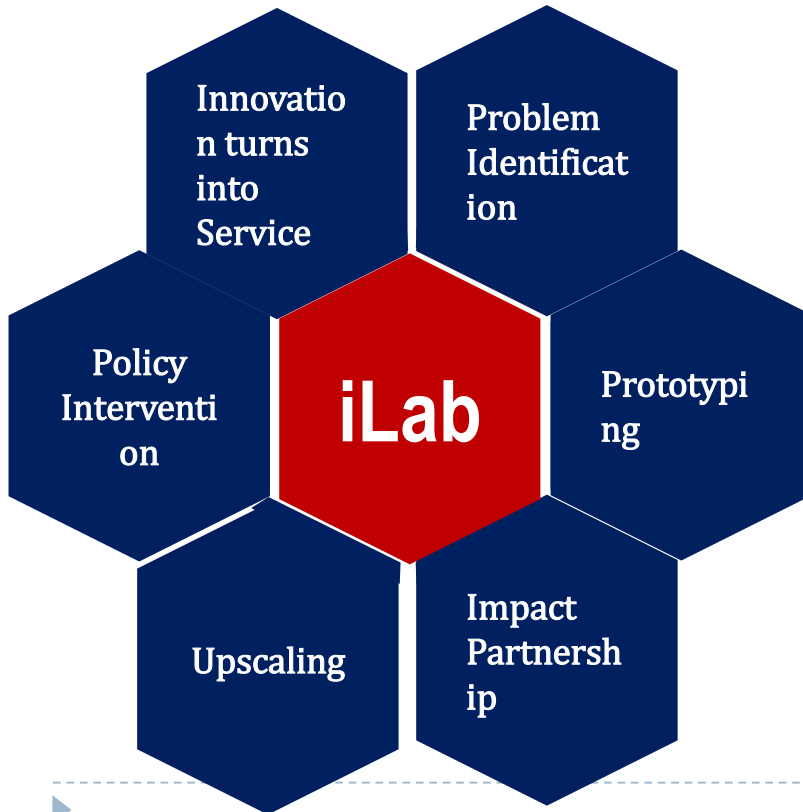 Innovatio
n turns
into
Service
Problem
Identificat
ion
Policy
Interventi
on
iLab
Prototypi
ng
Upscaling
Impact
Partnersh
ip